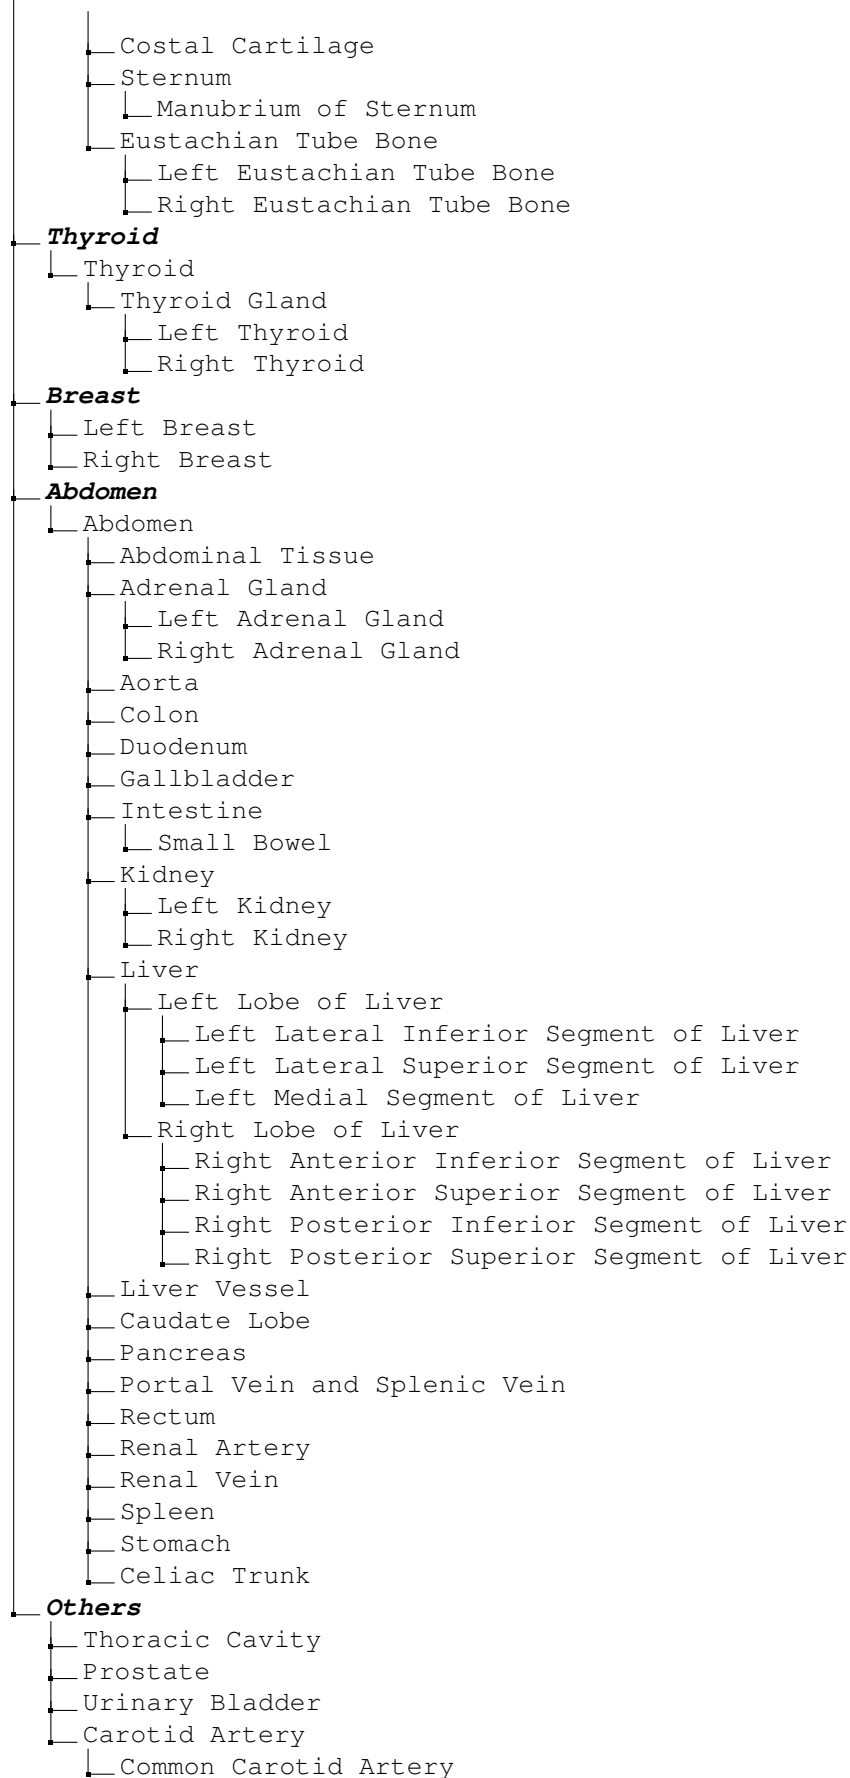 Costal Cartilage
Sternum
Manubrium of Sternum
Eustachian Tube Bone
Left Eustachian Tube Bone
Right Eustachian Tube Bone
Thyroid
Thyroid
Thyroid Gland
Left Thyroid
Right Thyroid
Breast
Left Breast
Right Breast
Abdomen
Abdomen
Abdominal Tissue
Adrenal Gland
Left Adrenal Gland
Right Adrenal Gland
Aorta
Colon
Duodenum
Gallbladder
Intestine
Small Bowel
Kidney
Left Kidney
Right Kidney
Liver
Left Lobe of Liver
Left Lateral Inferior Segment of Liver
Left Lateral Superior Segment of Liver
Left Medial Segment of Liver
Right Lobe of Liver
Right Anterior Inferior Segment of Liver
Right Anterior Superior Segment of Liver
Right Posterior Inferior Segment of Liver
Right Posterior Superior Segment of Liver
Liver Vessel
Caudate Lobe
Pancreas
Portal Vein and Splenic Vein
Rectum
Renal Artery
Renal Vein
Spleen
Stomach
Celiac Trunk
Others
Thoracic Cavity
Prostate
Urinary Bladder
Carotid Artery
Common Carotid Artery